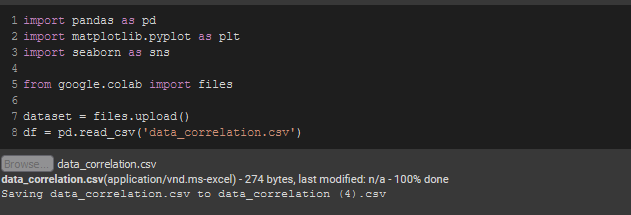 1 import pandas as pd
2 import matplotlib.pyplot as plt
3 import seaborn as sns
4
5 from google.colab import files
6
7 dataset = files.upload()
8 df = pd.read_csv('data_correlation.csv')
Browse... data_correlation.csv
data_correlation.csv(application/vnd.ms-excel) - 274 bytes, last modified: n/a - 100% done
Saving data_correlation.csv to data_correlation (4).csv